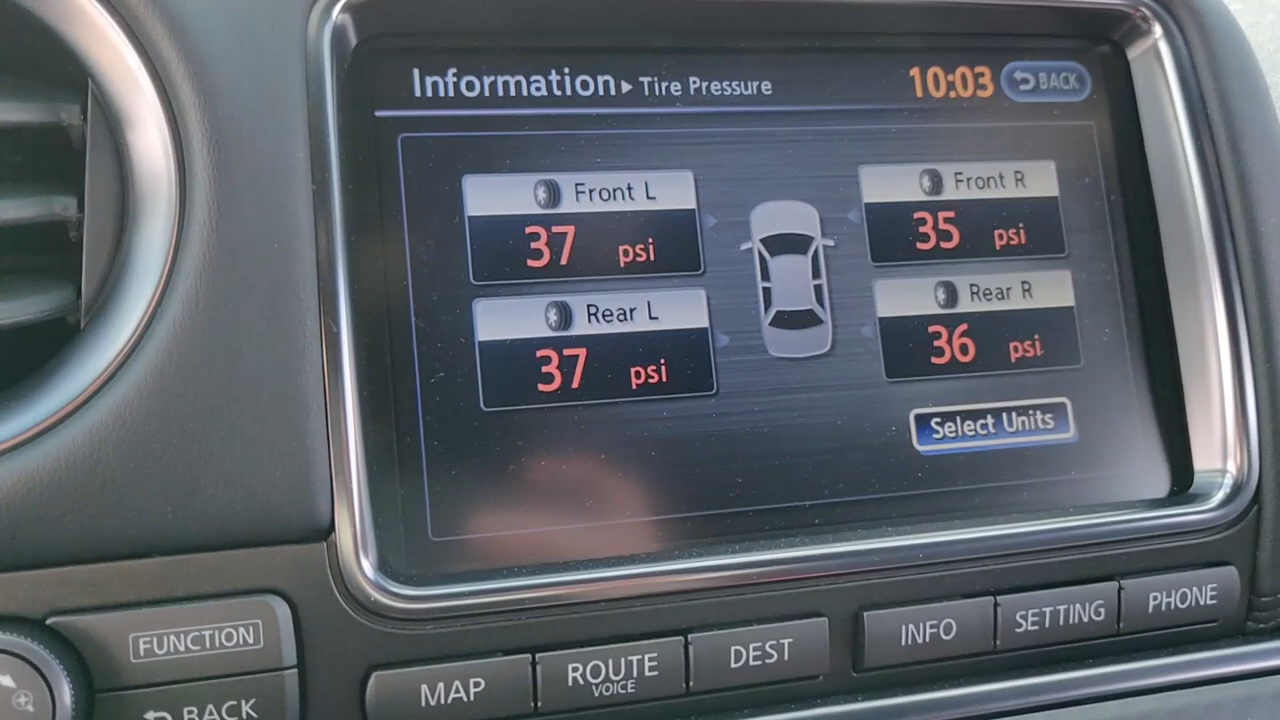 Information ▸ Tire Pressure 10:03 BACK
Front L
37 psi
Front R
35 psi
Rear L
37 psi
Rear R
36 psi
Select Units
FUNCTION
BACK
MAP
ROUTE
VOICE
DEST
INFO
SETTING
PHONE